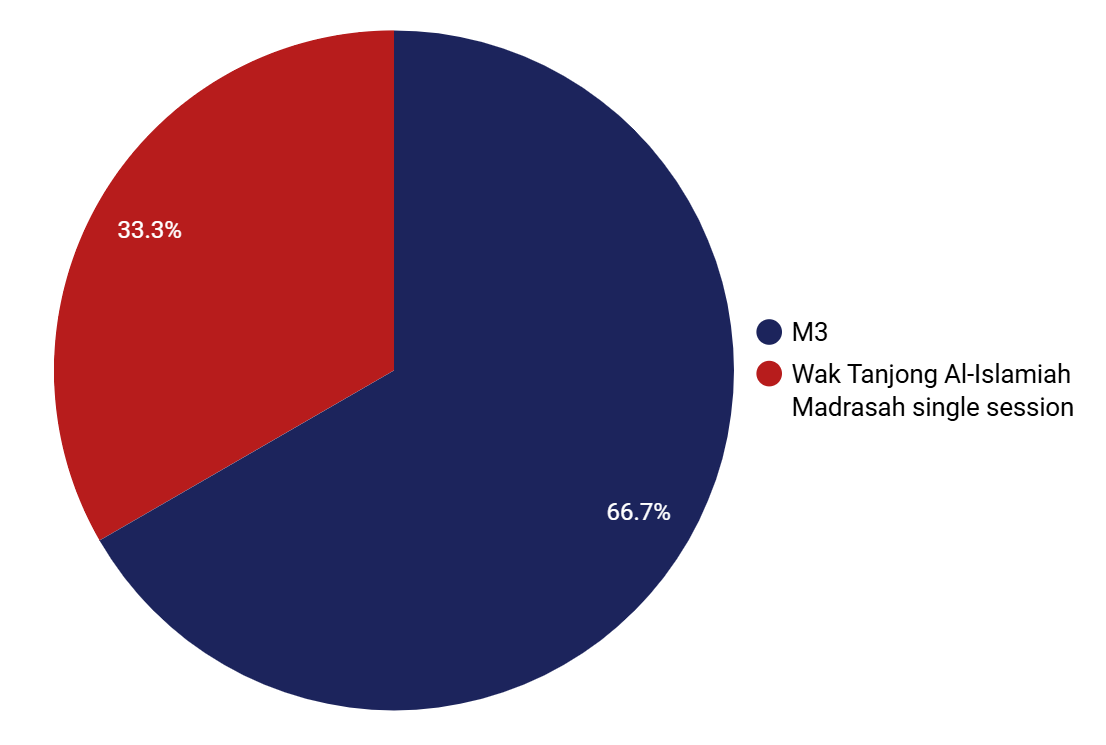 33.3%
M3
Wak Tanjong Al-Islamiah
Madrasah single session
66.7%